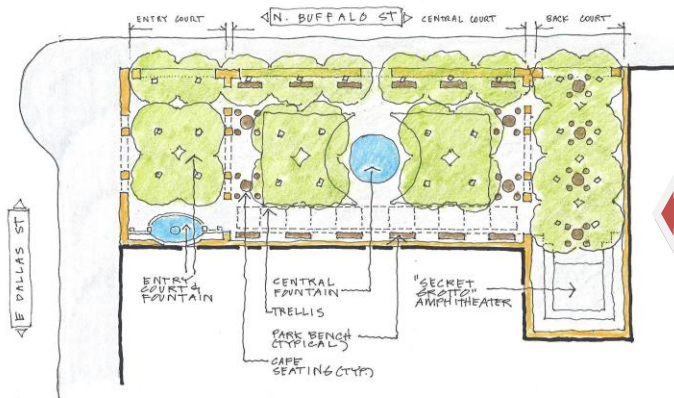 ENTRY COURT
N. BUFFALO ST
CENTRAL COURT
BACK COURT
E DALLAS ST
ENTRY
COURT &
FOUNTAIN
CENTRAL
FOUNTAIN
TRELLIS
PARK BENCH
(TYPICAL)
CAFE
SEATING (TYP.)
"SECRET
GROTTO"
AMPHITHEATER